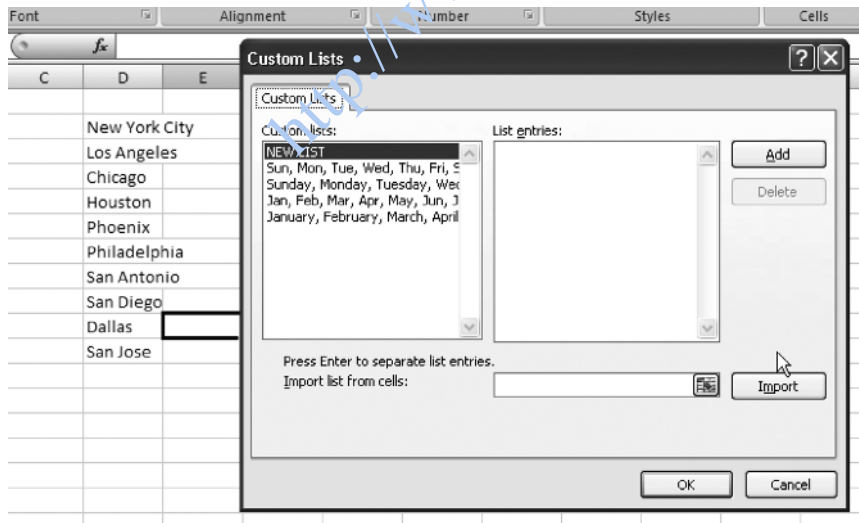 Font Alignment Number Styles Cells
fx
C D E
New York City
Los Angeles
Chicago
Houston
Phoenix
Philadelphia
San Antonio
San Diego
Dallas
San Jose
Custom Lists
Custom Lists
Custom lists:
NEW LIST
Sun, Mon, Tue, Wed, Thu, Fri, S
Sunday, Monday, Tuesday, Wed
Jan, Feb, Mar, Apr, May, Jun, J
January, February, March, April
List entries:
Add
Delete
Press Enter to separate list entries.
Import list from cells:
Import
OK Cancel
http://w